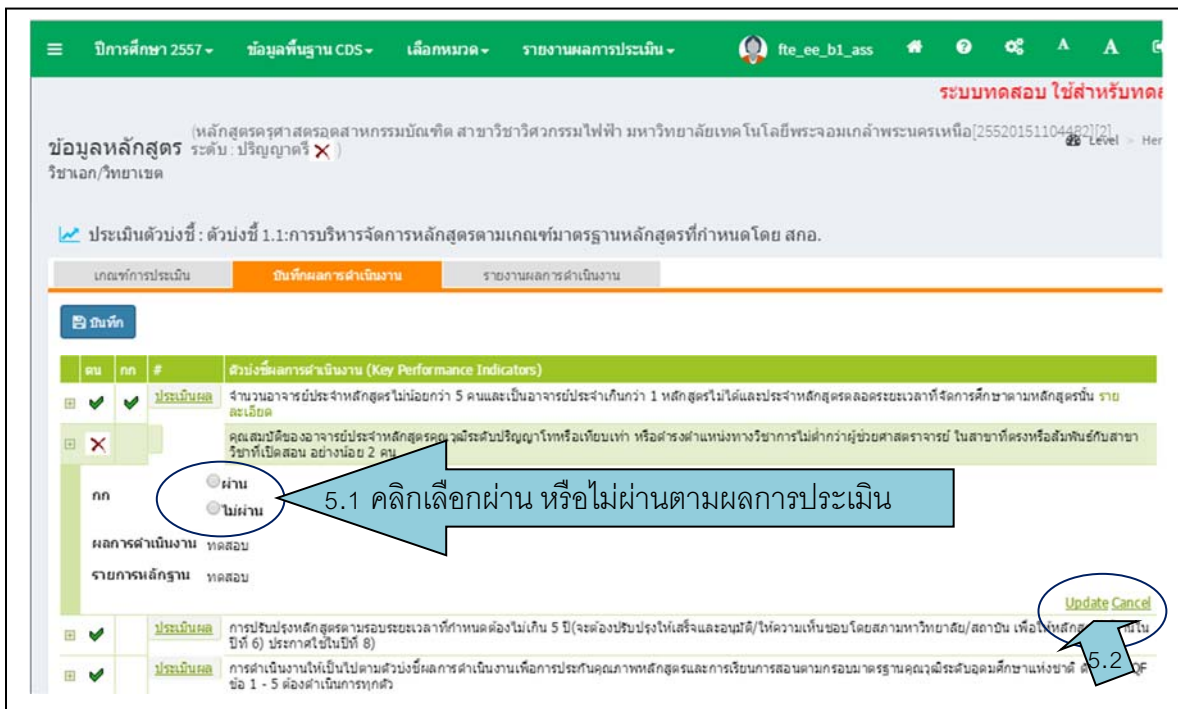 ปีการศึกษา 2557 ข้อมูลพื้นฐาน CDS เลือกหมวด รายงานผลการประเมิน fte_ee_b1_ass A A
ระบบทดสอบ ใช้สำหรับทดส
(หลักสูตรครุศาสตรอุตสาหกรรมบัณฑิต สาขาวิชาวิศวกรรมไฟฟ้า มหาวิทยาลัยเทคโนโลยีพระจอมเกล้าพระนครเหนือ[25520151104482][2]
ข้อมูลหลักสูตร ระดับ : ปริญญาตรี ) Level > Her
วิชาเอก/วิทยาเขต
ประเมินตัวบ่งชี้ : ตัวบ่งชี้ 1.1:การบริหารจัดการหลักสูตรตามเกณฑ์มาตรฐานหลักสูตรที่กำหนดโดย สกอ.
เกณฑ์การประเมิน บันทึกผลการดำเนินงาน รายงานผลการดำเนินงาน
บันทึก
ตน กก # ตัวบ่งชี้ผลการดำเนินงาน (Key Performance Indicators)
ประเมินผล จำนวนอาจารย์ประจำหลักสูตรไม่น้อยกว่า 5 คนและเป็นอาจารย์ประจำเกินกว่า 1 หลักสูตรไม่ได้และประจำหลักสูตรตลอดระยะเวลาที่จัดการศึกษาตามหลักสูตรนั้น ราย
ละเอียด
คุณสมบัติของอาจารย์ประจำหลักสูตรคุณวุฒิระดับปริญญาโทหรือเทียบเท่า หรือดำรงตำแหน่งทางวิชาการไม่ต่ำกว่าผู้ช่วยศาสตราจารย์ ในสาขาที่ตรงหรือสัมพันธ์กับสาขา
วิชาที่เปิดสอน อย่างน้อย 2 คน
กก ผ่าน
ไม่ผ่าน
5.1 คลิกเลือกผ่าน หรือไม่ผ่านตามผลการประเมิน
ผลการดำเนินงาน ทดสอบ
รายการหลักฐาน ทดสอบ
Update Cancel
ประเมินผล การปรับปรุงหลักสูตรตามรอบระยะเวลาที่กำหนดต้องไม่เกิน 5 ปี(จะต้องปรับปรุงให้เสร็จและอนุมัติ/ให้ความเห็นชอบโดยสภามหาวิทยาลัย/สถาบัน เพื่อให้หลักสู านใน
ปีที่ 6) ประกาศใช้ในปีที่ 8)
5.2
ประเมินผล การดำเนินงานให้เป็นไปตามตัวบ่งชี้ผลการดำเนินงานเพื่อการประกันคุณภาพหลักสูตรและการเรียนการสอนตามกรอบมาตรฐานคุณวุฒิระดับอุดมศึกษาแห่งชาติ QF
ข้อ 1 - 5 ต้องดำเนินการทุกตัว